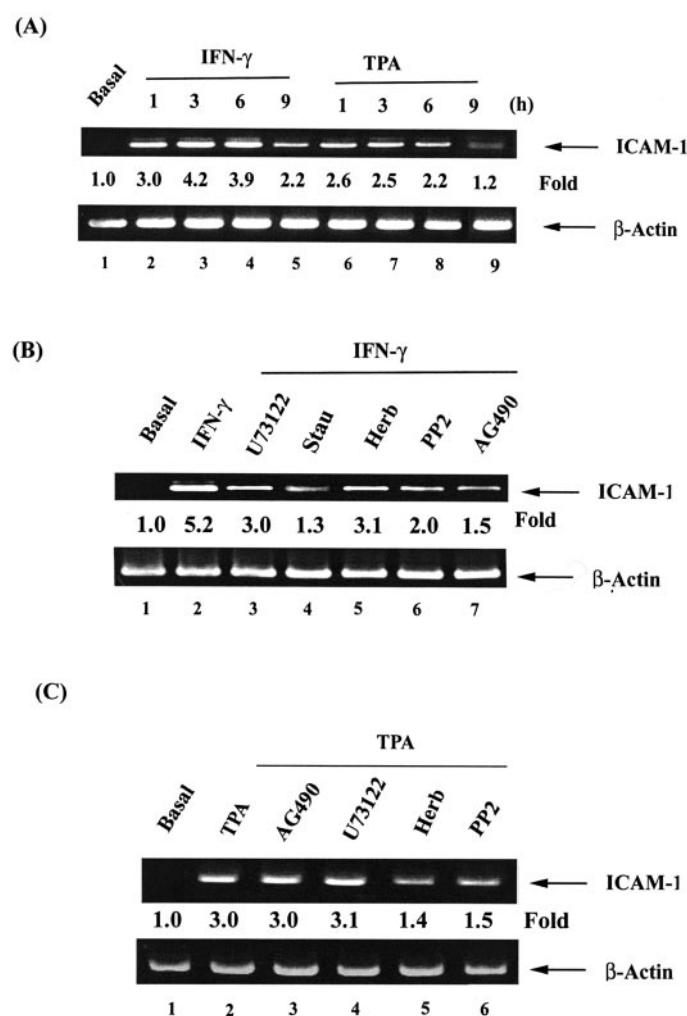 (A)
IFN-γ TPA
Basal 1 3 6 9 1 3 6 9 (h)
ICAM-1
1.0 3.0 4.2 3.9 2.2 2.6 2.5 2.2 1.2 Fold
β-Actin
1 2 3 4 5 6 7 8 9
(B)
IFN-γ
Basal IFN-γ U73122 Stau Herb PP2 AG490
ICAM-1
1.0 5.2 3.0 1.3 3.1 2.0 1.5 Fold
β-Actin
1 2 3 4 5 6 7
(C)
TPA
Basal TPA AG490 U73122 Herb PP2
ICAM-1
1.0 3.0 3.0 3.1 1.4 1.5 Fold
β-Actin
1 2 3 4 5 6